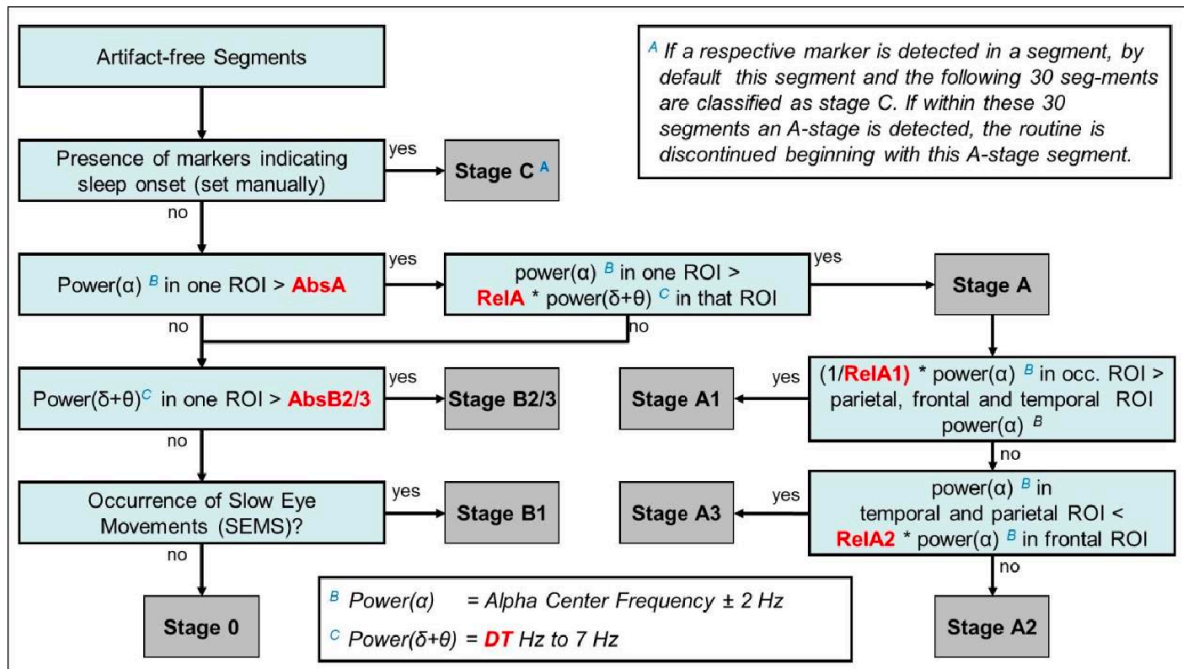 Artifact-free Segments
Presence of markers indicating
sleep onset (set manually)
yes
Stage C A
no
A If a respective marker is detected in a segment, by
default this segment and the following 30 seg-ments
are classified as stage C. If within these 30
segments an A-stage is detected, the routine is
discontinued beginning with this A-stage segment.
Power(α) B in one ROI > AbsA
yes
power(α) B in one ROI >
RelA * power(δ+θ) C in that ROI
yes
Stage A
no
no
Power(δ+θ)C in one ROI > AbsB2/3
yes
Stage B2/3
no
(1/RelA1) * power(α) B in occ. ROI >
parietal, frontal and temporal ROI
power(α) B
yes
Stage A1
no
Occurrence of Slow Eye
Movements (SEMS)?
yes
Stage B1
no
power(α) B in
temporal and parietal ROI <
RelA2 * power(α) B in frontal ROI
yes
Stage A3
no
Stage 0
B Power(α) = Alpha Center Frequency ± 2 Hz
C Power(δ+θ) = DT Hz to 7 Hz
Stage A2